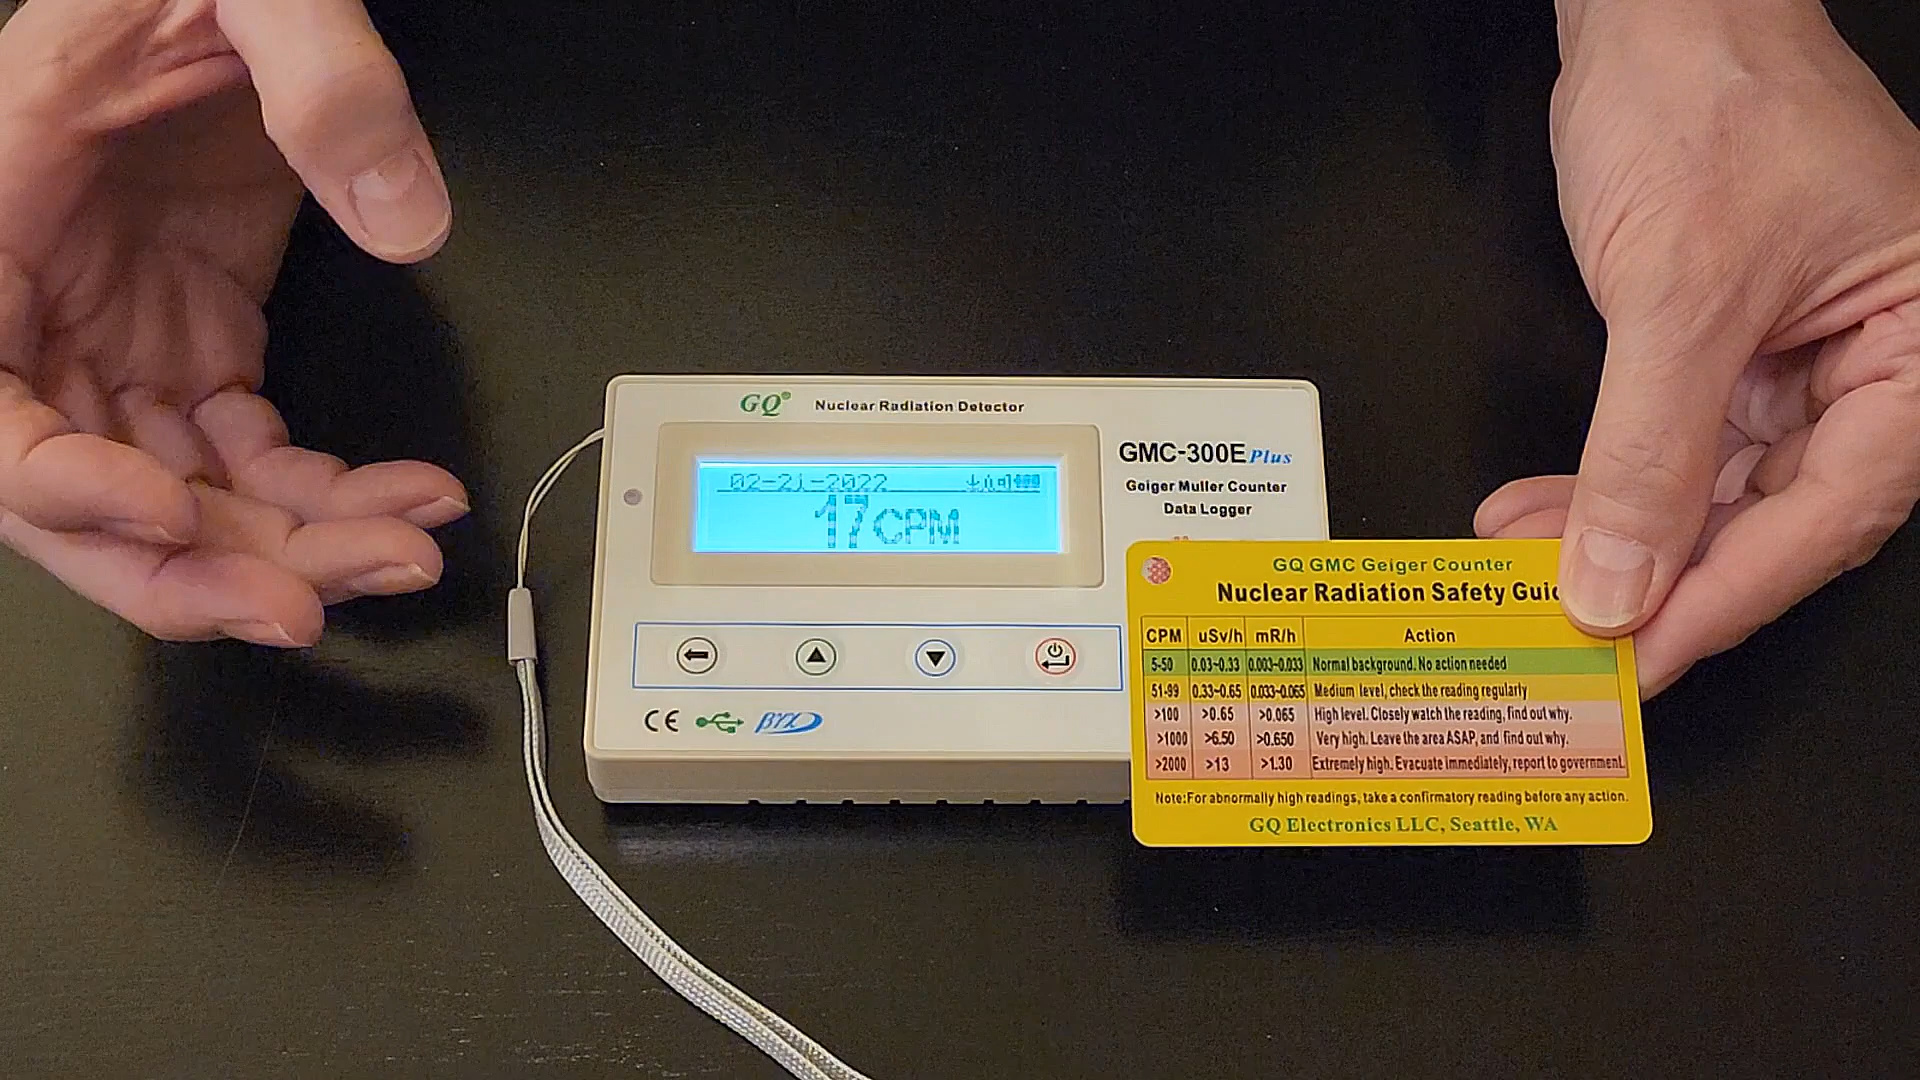 GQ® Nuclear Radiation Detector
GMC-300E Plus
Geiger Muller Counter
Data Logger
02-21-2022
17 CPM
CE βγX
GQ GMC Geiger Counter
Nuclear Radiation Safety
CPM uSv/h mR/h Action
5-50 0.03~0.33 0.003~0.033 Normal background. No action needed
51-99 0.33~0.65 0.033~0.065 Medium level, check the reading regularly
>100 >0.65 >0.065 High level. Closely watch the reading, find out why.
>1000 >6.50 >0.650 Very high. Leave the area ASAP, and find out why.
>2000 >13 >1.30 Extremely high. Evacuate immediately, report to government.
Note:For abnormally high readings, take a confirmatory reading before any action.
GQ Electronics LLC, Seattle, WA